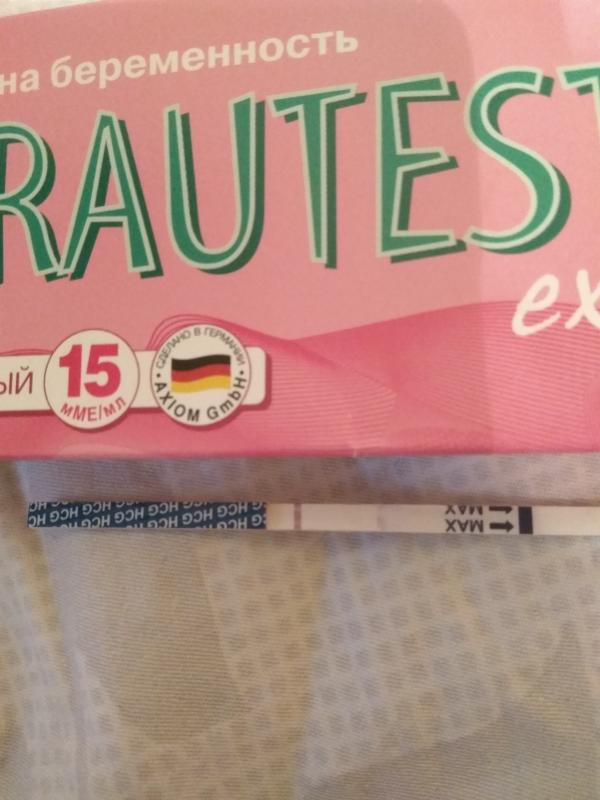 на беременность
RAUTEST
ex
ЫЙ
15
ММЕ/МЛ
СДЕЛАНО В ГЕРМАНИИ
AXIOM GmbH
HCG HCG HCG HCG HCG HCG HCG
MAX
MAX